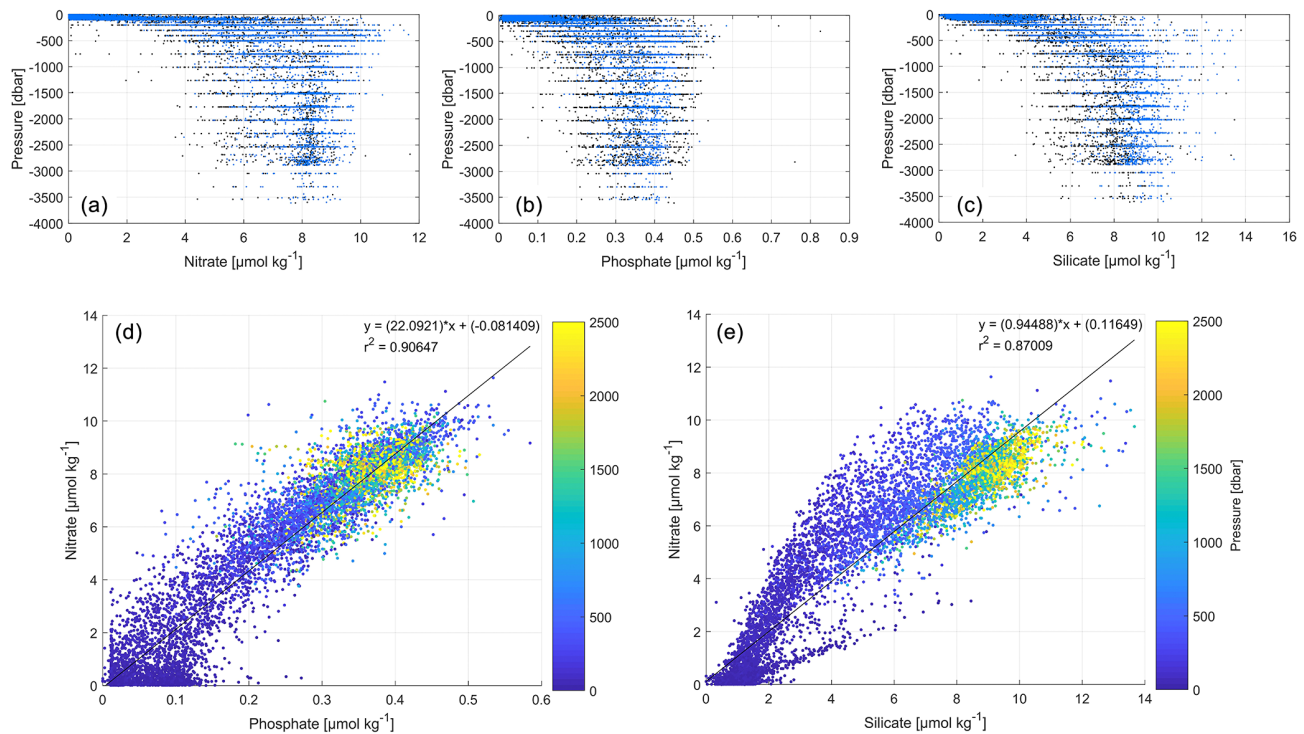 0
-500
-1000
-1500
-2000
-2500
-3000
-3500
-4000
Pressure [dbar]
(a)
0 2 4 6 8 10 12
Nitrate [µmol kg⁻¹]
0
-500
-1000
-1500
-2000
-2500
-3000
-3500
-4000
Pressure [dbar]
(b)
0 0.1 0.2 0.3 0.4 0.5 0.6 0.7 0.8 0.9
Phosphate [µmol kg⁻¹]
0
-500
-1000
-1500
-2000
-2500
-3000
-3500
-4000
Pressure [dbar]
(c)
0 2 4 6 8 10 12 14 16
Silicate [µmol kg⁻¹]
(d)
y = (22.0921)*x + (-0.081409)
r² = 0.90647
14
12
10
8
6
4
2
0
Nitrate [µmol kg⁻¹]
0 0.1 0.2 0.3 0.4 0.5 0.6
Phosphate [µmol kg⁻¹]
2500
2000
1500
1000
500
0
(e)
y = (0.94488)*x + (0.11649)
r² = 0.87009
14
12
10
8
6
4
2
0
Nitrate [µmol kg⁻¹]
0 2 4 6 8 10 12 14
Silicate [µmol kg⁻¹]
2500
2000
1500
1000
500
0
Pressure [dbar]